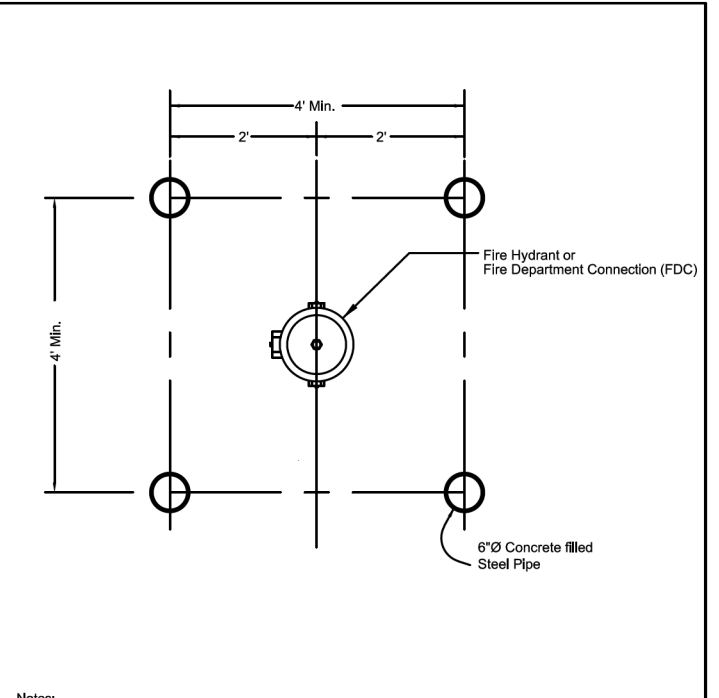 4' Min.
2'
2'
Fire Hydrant or
Fire Department Connection (FDC)
4' Min.
6"Ø Concrete filled
Steel Pipe
Notes: